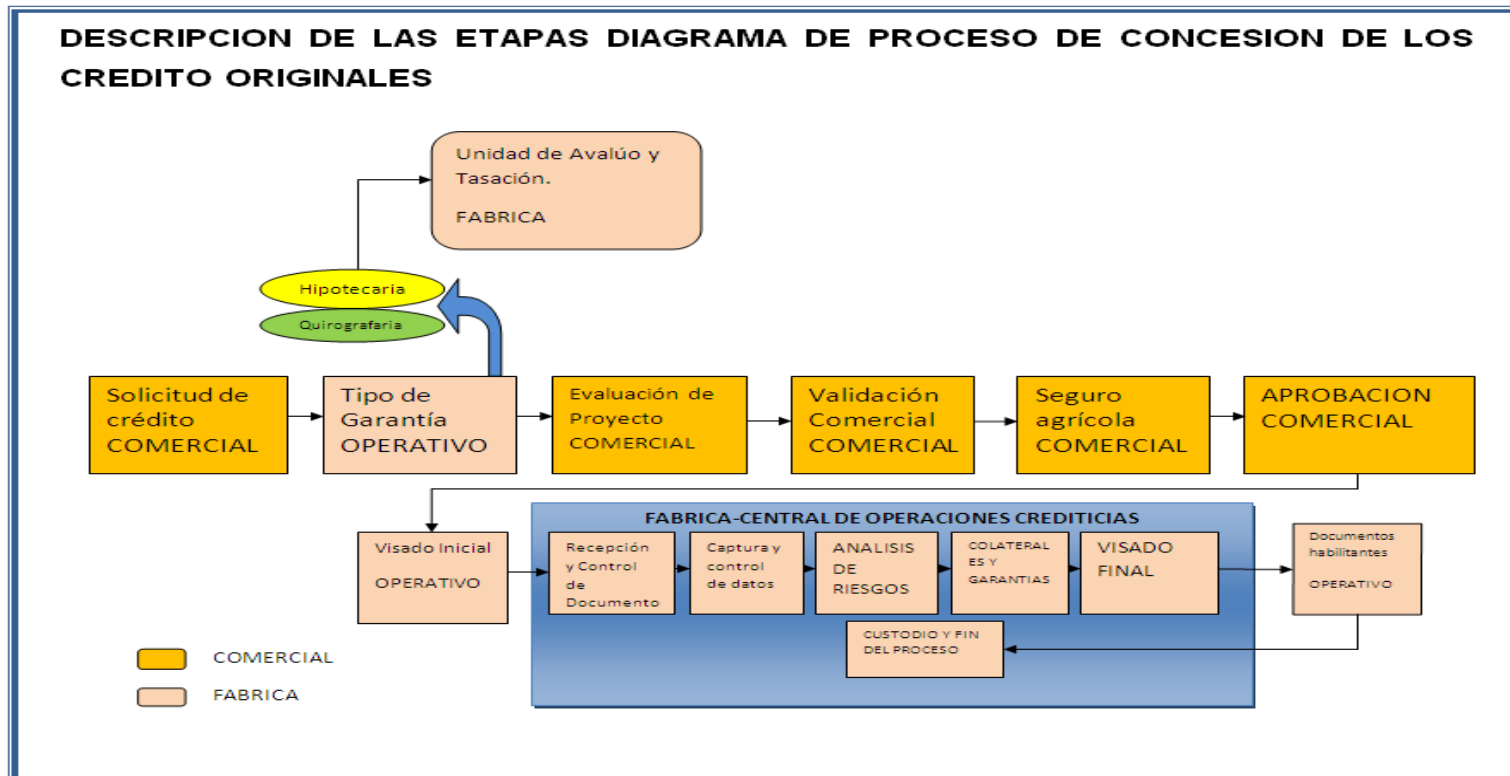 DESCRIPCION DE LAS ETAPAS DIAGRAMA DE PROCESO DE CONCESION DE LOS
CREDITO ORIGINALES
Unidad de Avalúo y
Tasación.
FABRICA
Hipotecaria
Quirografaria
Solicitud de
crédito
COMERCIAL
Tipo de
Garantía
OPERATIVO
Evaluación de
Proyecto
COMERCIAL
Validación
Comercial
COMERCIAL
Seguro
agrícola
COMERCIAL
APROBACION
COMERCIAL
Visado Inicial
OPERATIVO
FABRICA-CENTRAL DE OPERACIONES CREDITICIAS
Recepción
y Control
de
Documento
Captura y
control
de datos
ANALISIS
DE
RIESGOS
COLATERAL
ES Y
GARANTIAS
VISADO
FINAL
Documentos
habilitantes
OPERATIVO
CUSTODIO Y FIN
DEL PROCESO
COMERCIAL
FABRICA